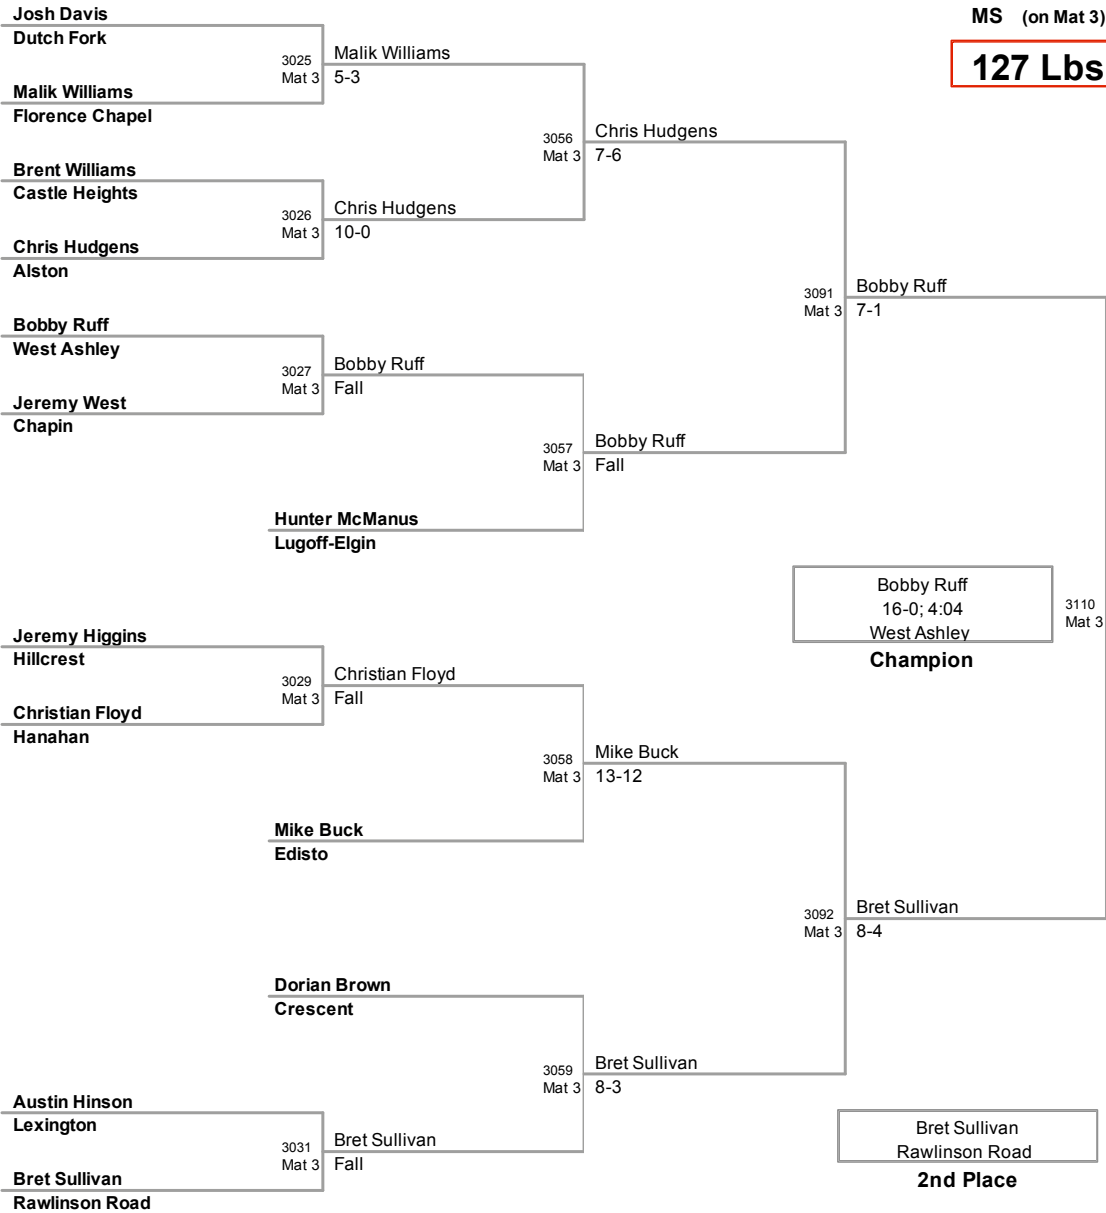 Josh Davis
Dutch Fork
MS (on Mat 3)
127 Lbs
3025
Mat 3
Malik Williams
5-3
Malik Williams
Florence Chapel
3056
Mat 3
Chris Hudgens
7-6
Brent Williams
Castle Heights
3026
Mat 3
Chris Hudgens
10-0
Chris Hudgens
Alston
3091
Mat 3
Bobby Ruff
7-1
Bobby Ruff
West Ashley
3027
Mat 3
Bobby Ruff
Fall
Jeremy West
Chapin
3057
Mat 3
Bobby Ruff
Fall
Hunter McManus
Lugoff-Elgin
Bobby Ruff
16-0; 4:04
West Ashley
Champion
3110
Mat 3
Jeremy Higgins
Hillcrest
3029
Mat 3
Christian Floyd
Fall
Christian Floyd
Hanahan
3058
Mat 3
Mike Buck
13-12
Mike Buck
Edisto
3092
Mat 3
Bret Sullivan
8-4
Dorian Brown
Crescent
3059
Mat 3
Bret Sullivan
8-3
Austin Hinson
Lexington
3031
Mat 3
Bret Sullivan
Fall
Bret Sullivan
Rawlinson Road
Bret Sullivan
Rawlinson Road
2nd Place